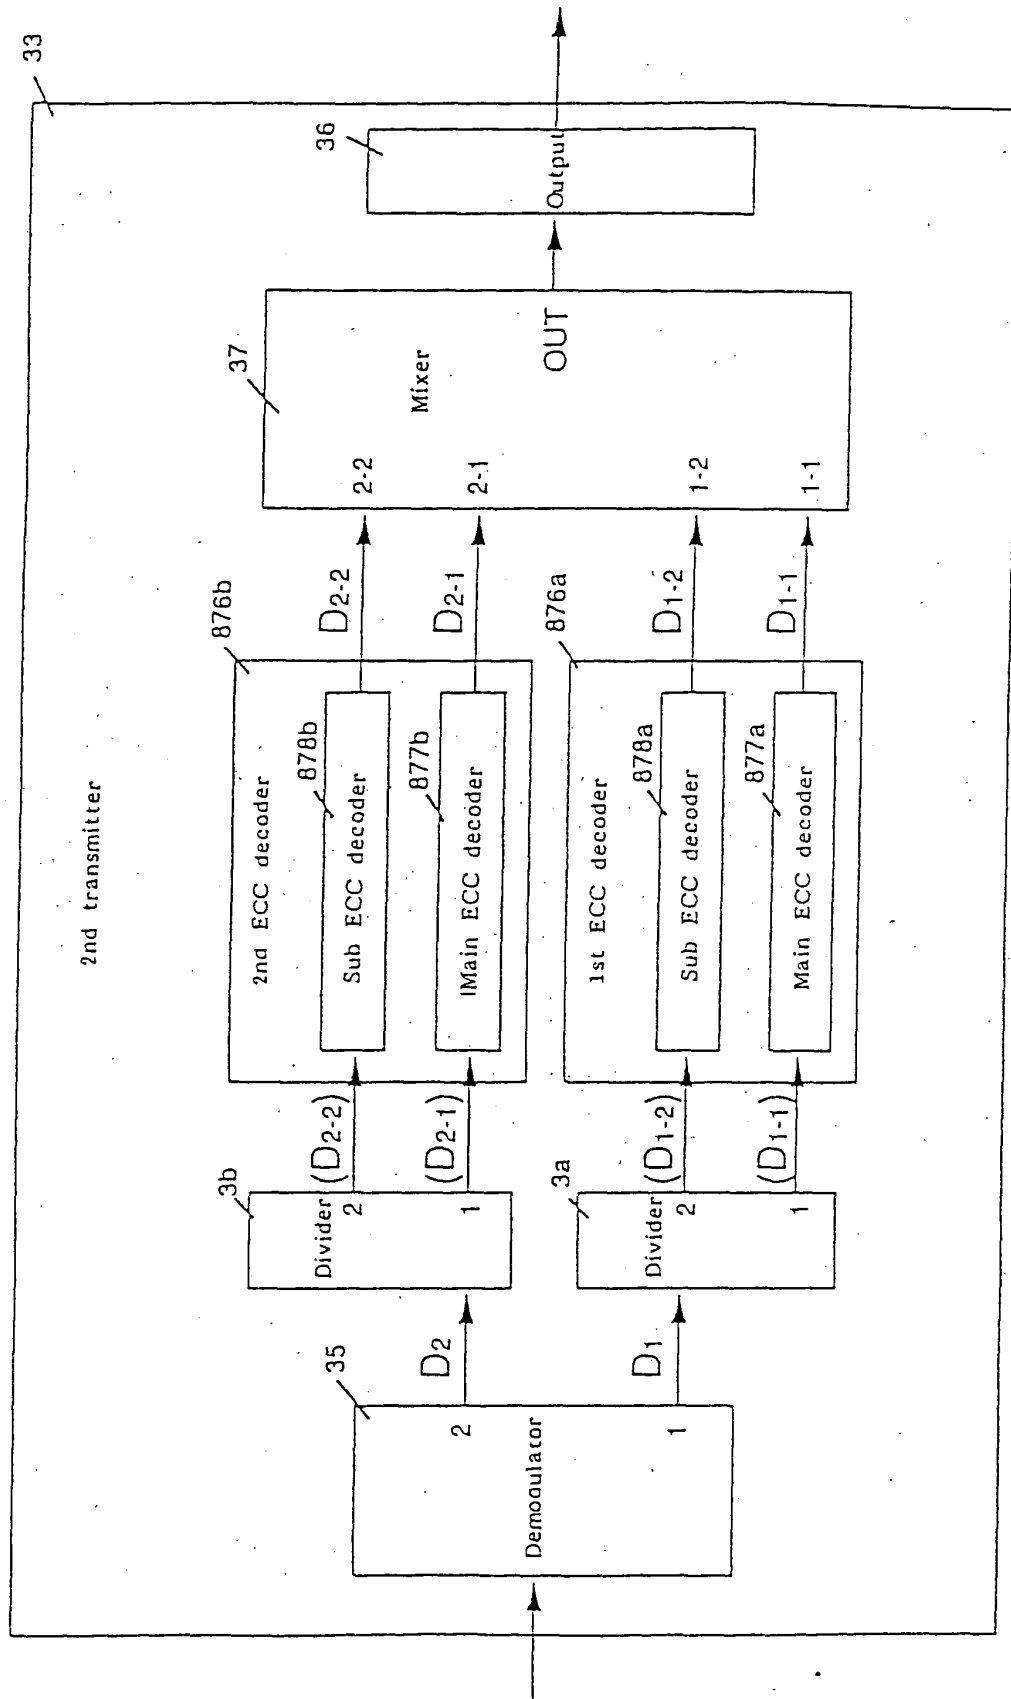 33
2nd transmitter
35
Demodulator
2
1
D2
D1
3b
Divider
2
1
3a
Divider
2
1
(D2-2)
(D2-1)
(D1-2)
(D1-1)
876b
2nd ECC decoder
878b
Sub ECC decoder
877b
Main ECC decoder
876a
1st ECC decoder
878a
Sub ECC decoder
877a
Main ECC decoder
D2-2
D2-1
D1-2
D1-1
37
Mixer
2-2
2-1
1-2
1-1
OUT
36
Output